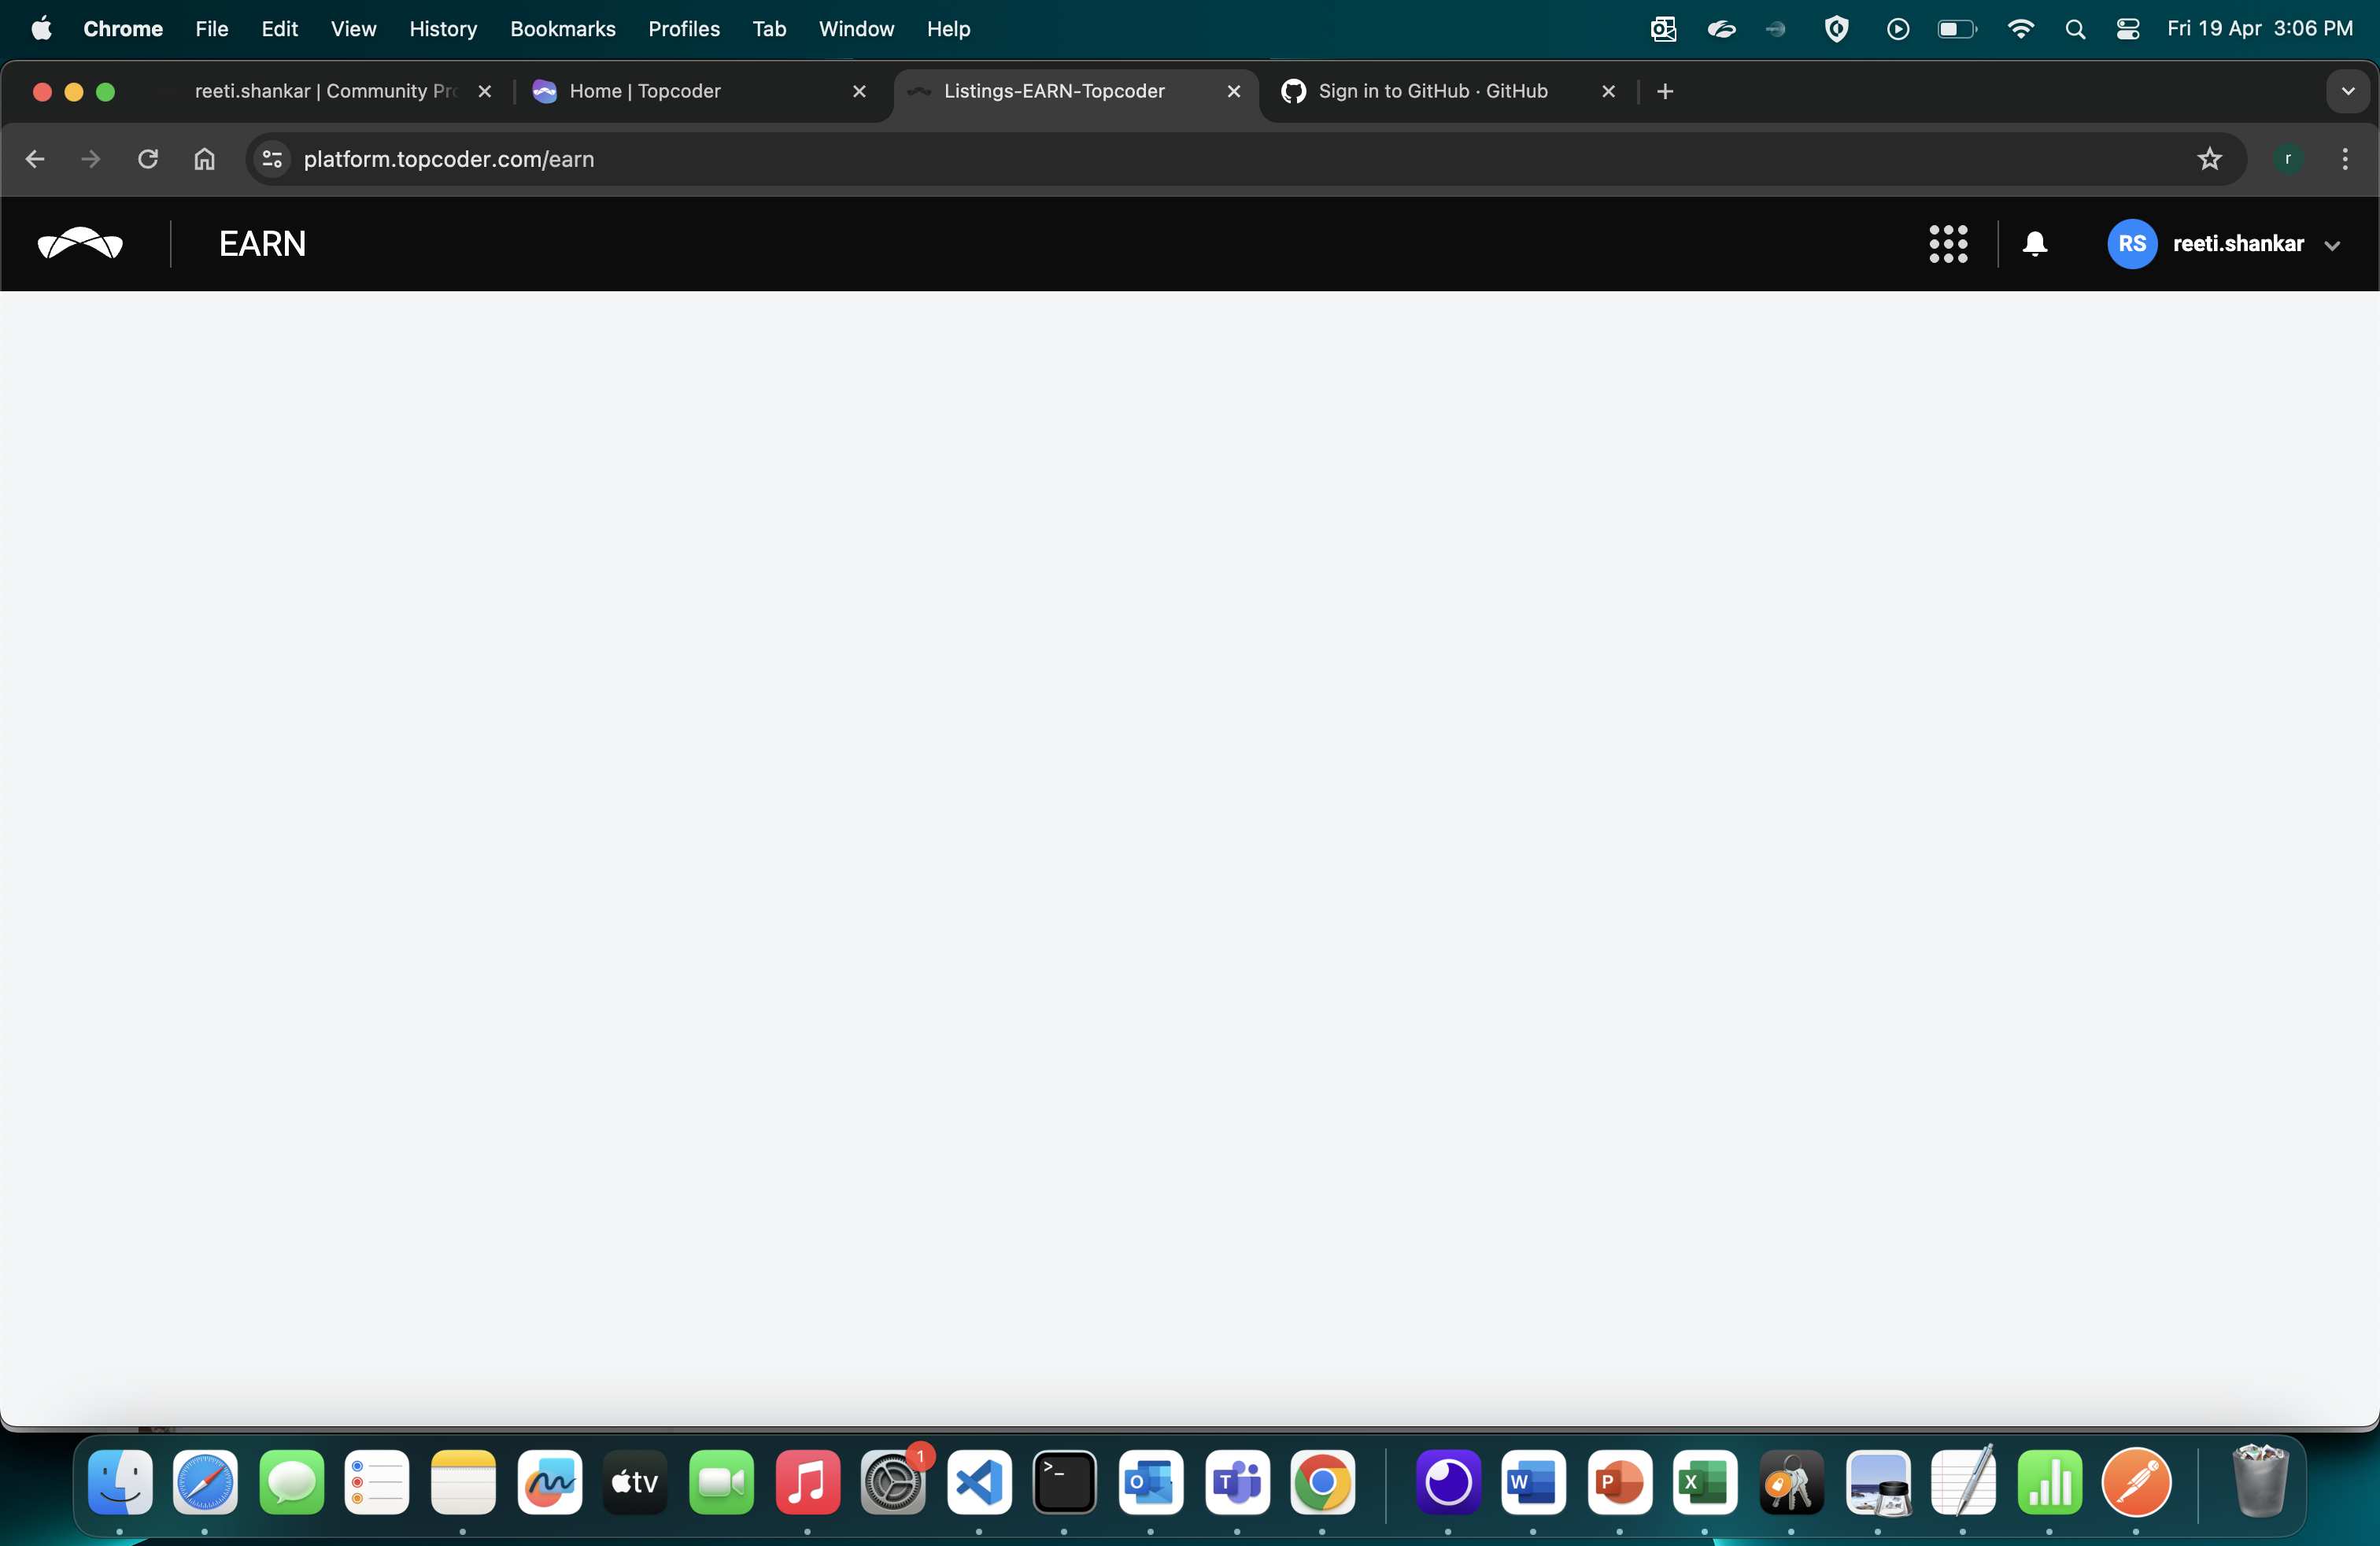 Chrome File Edit View History Bookmarks Profiles Tab Window Help Fri 19 Apr 3:06 PM
reeti.shankar | Community Pro Home | Topcoder Listings-EARN-Topcoder Sign in to GitHub · GitHub
platform.topcoder.com/earn r
EARN RS reeti.shankar
1
tv >_ O T W P X